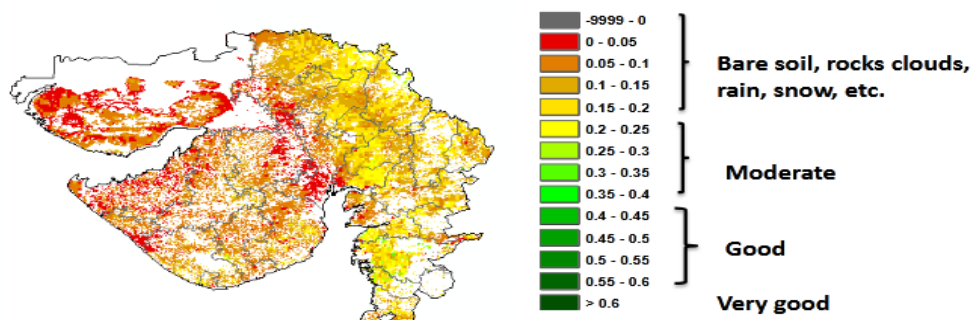 -9999 - 0
0 - 0.05
0.05 - 0.1
0.1 - 0.15
0.15 - 0.2
0.2 - 0.25
0.25 - 0.3
0.3 - 0.35
0.35 - 0.4
0.4 - 0.45
0.45 - 0.5
0.5 - 0.55
0.55 - 0.6
> 0.6
Bare soil, rocks clouds,
rain, snow, etc.
Moderate
Good
Very good